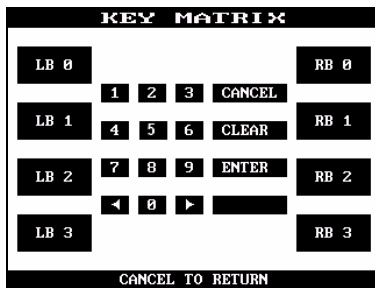 KEY MATRIX
LB 0
RB 0
1 2 3 CANCEL
LB 1
RB 1
4 5 6 CLEAR
7 8 9 ENTER
LB 2
RB 2
◄ 0 ►
LB 3
RB 3
CANCEL TO RETURN